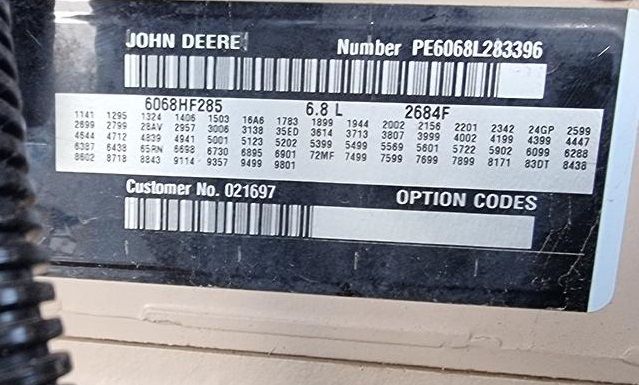 JOHN DEERE Number PE6068L283396
6068HF285 6.8 L 2684F
1141 1295 1324 1406 1503 16A6 1783 1899 1944 2002 2156 2201 2342 24GP 2599
2699 2799 28AV 2957 3006 3138 35ED 3614 3713 3807 3999 4002 4199 4399 4447
4544 4712 4839 4941 5001 5123 5202 5399 5499 5569 5601 5722 5902 6099 6288
6387 6438 65RN 6698 6730 6895 6901 72MF 7499 7599 7699 7899 8171 83DT 8438
8602 8718 8843 9114 9357 9499 9801
Customer No. 021697 OPTION CODES